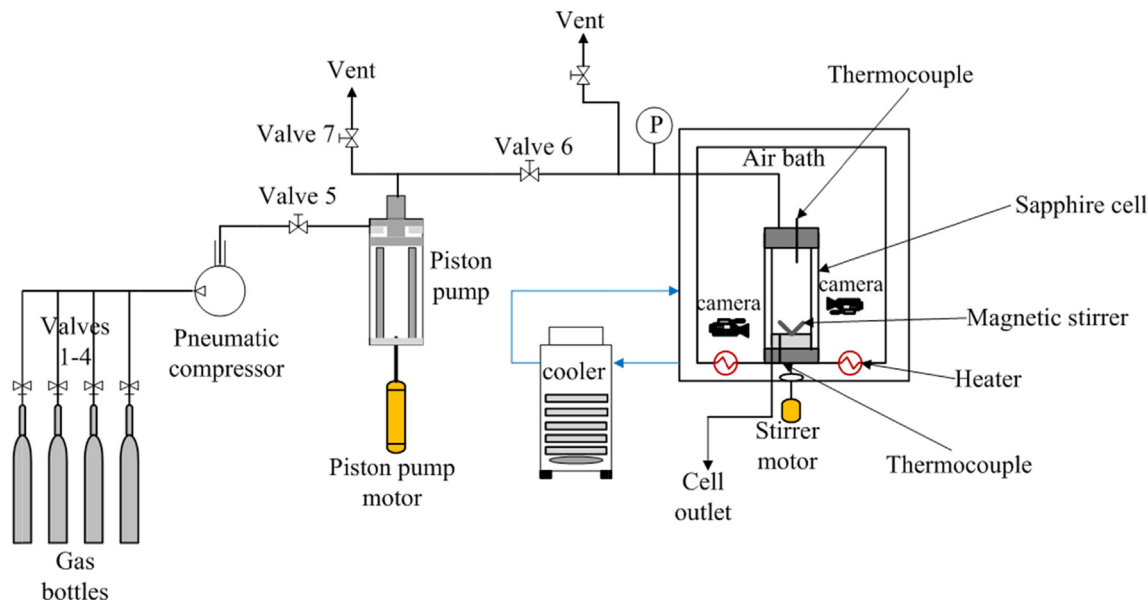 Vent
Vent
Thermocouple
Valve 7
P
Valve 6
Air bath
Valve 5
Sapphire cell
Piston
pump
camera
camera
Valves
1-4
Pneumatic
compressor
Magnetic stirrer
cooler
Heater
Stirrer
motor
Thermocouple
Piston pump
motor
Cell
outlet
Gas
bottles